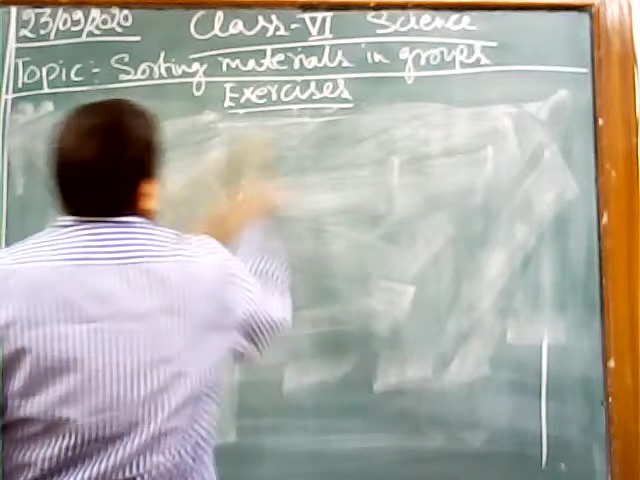 23/09/2020 Class-VI Science
Topic:- Sorting materials in groups
Exercises